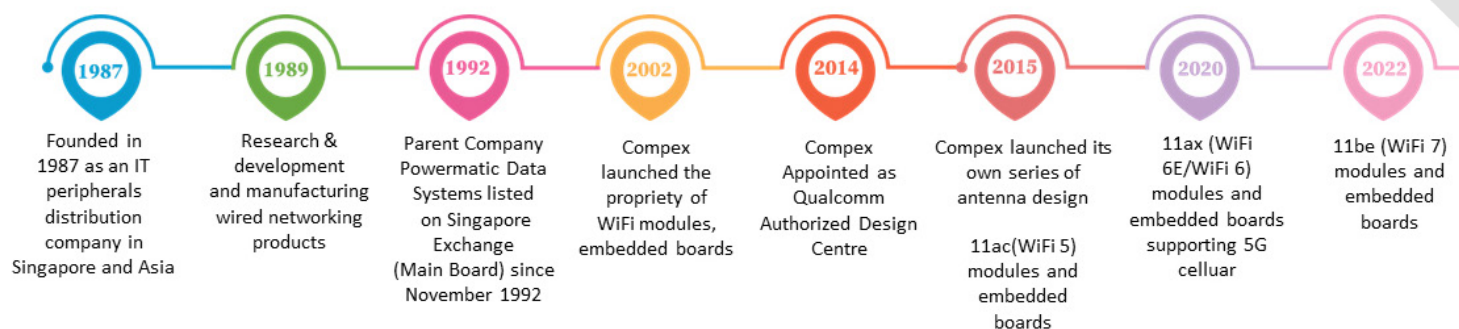 1987
Founded in
1987 as an IT
peripherals
distribution
company in
Singapore and Asia
1989
Research &
development
and manufacturing
wired networking
products
1992
Parent Company
Powermatic Data
Systems listed
on Singapore
Exchange
(Main Board) since
November 1992
2002
Compex
launched the
propriety of
WiFi modules,
embedded boards
2014
Compex
Appointed as
Qualcomm
Authorized Design
Centre
2015
Compex launched its
own series of
antenna design
11ac(WiFi 5)
modules and
embedded
boards
2020
11ax (WiFi
6E/WiFi 6)
modules and
embedded boards
supporting 5G
celluar
2022
11be (WiFi 7)
modules and
embedded
boards